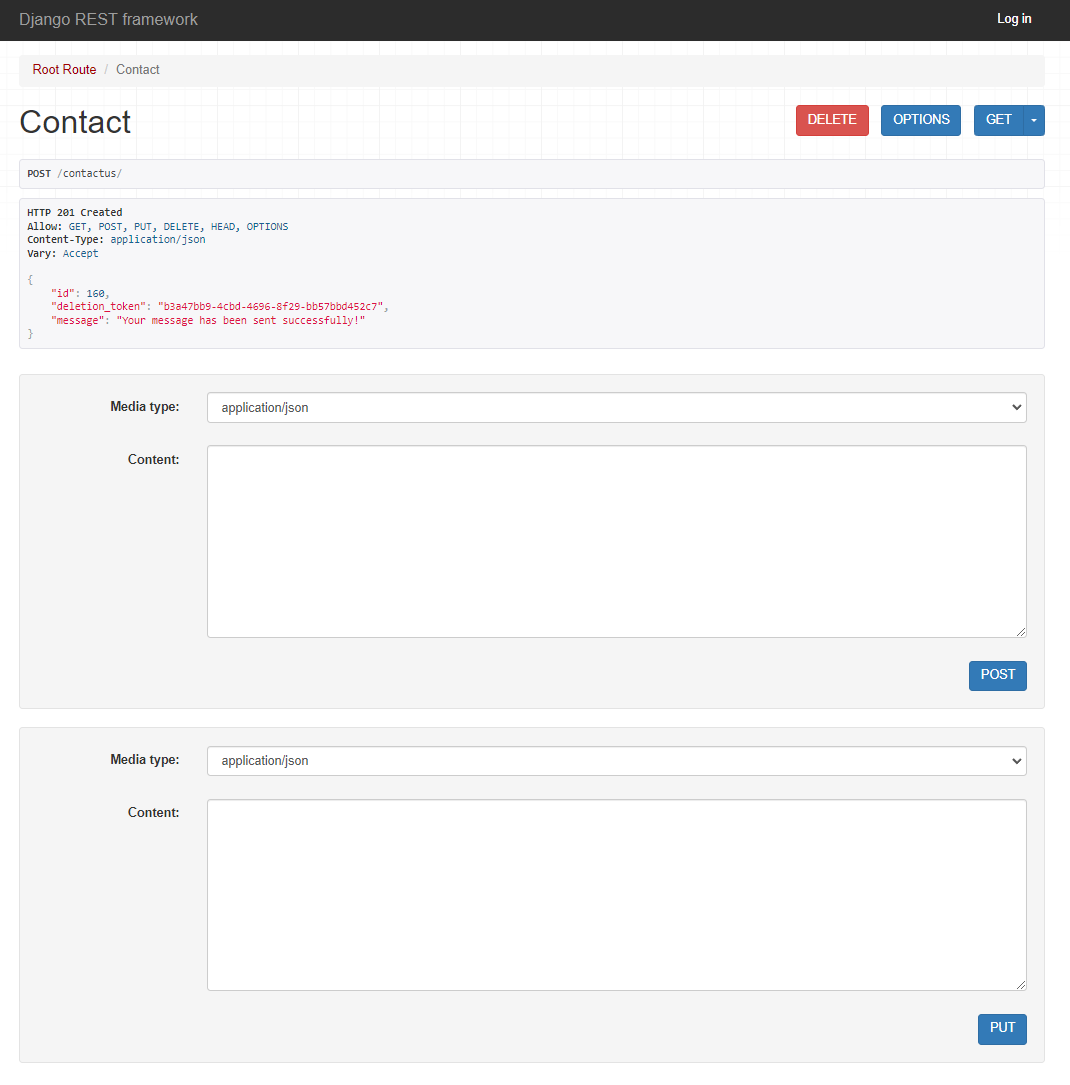 Django REST framework
Log in
Root Route / Contact
Contact
DELETE
OPTIONS
GET
POST /contactus/
HTTP 201 Created
Allow: GET, POST, PUT, DELETE, HEAD, OPTIONS
Content-Type: application/json
Vary: Accept
{
    "id": 160,
    "deletion_token": "b3a47bb9-4cbd-4696-8f29-bb57bbd452c7",
    "message": "Your message has been sent successfully!"
}
Media type:
application/json
Content:
POST
Media type:
application/json
Content:
PUT